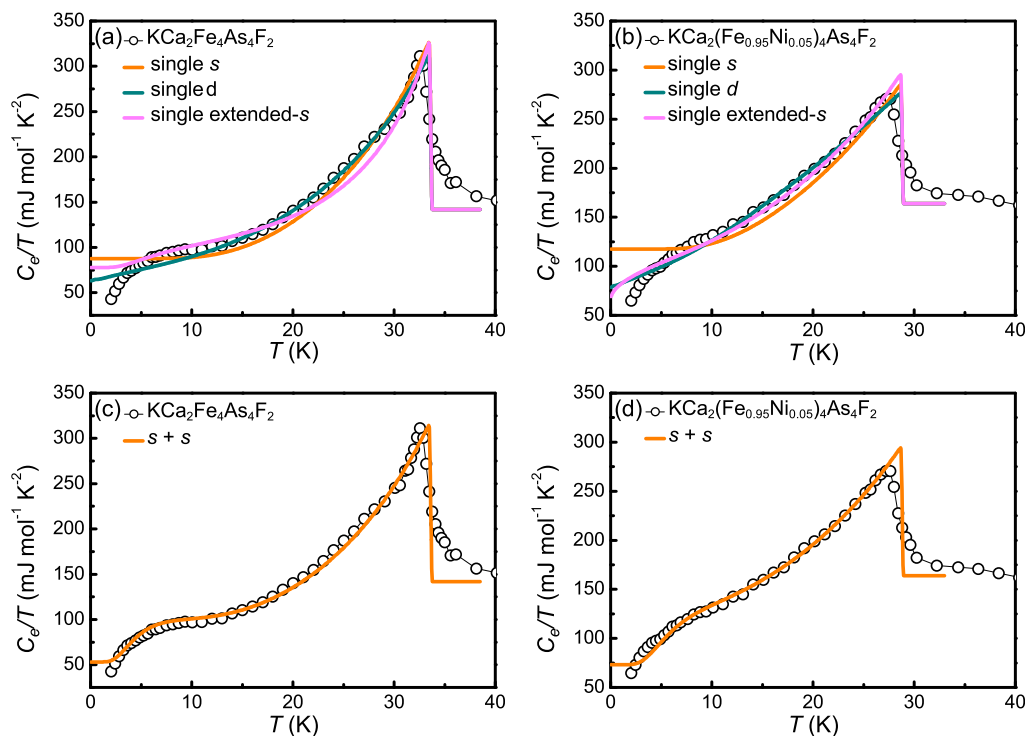 (a) KCa₂Fe₄As₄F₂
single s
single d
single extended-s
350
300
250
200
150
100
50
Cₑ/T (mJ mol⁻¹ K⁻²)
0 10 20 30 40
T (K)
(b) KCa₂(Fe₀.₉₅Ni₀.₀₅)₄As₄F₂
single s
single d
single extended-s
350
300
250
200
150
100
50
Cₑ/T (mJ mol⁻¹ K⁻²)
0 10 20 30 40
T (K)
(c) KCa₂Fe₄As₄F₂
s + s
350
300
250
200
150
100
50
Cₑ/T (mJ mol⁻¹ K⁻²)
0 10 20 30 40
T (K)
(d) KCa₂(Fe₀.₉₅Ni₀.₀₅)₄As₄F₂
s + s
350
300
250
200
150
100
50
Cₑ/T (mJ mol⁻¹ K⁻²)
0 10 20 30 40
T (K)